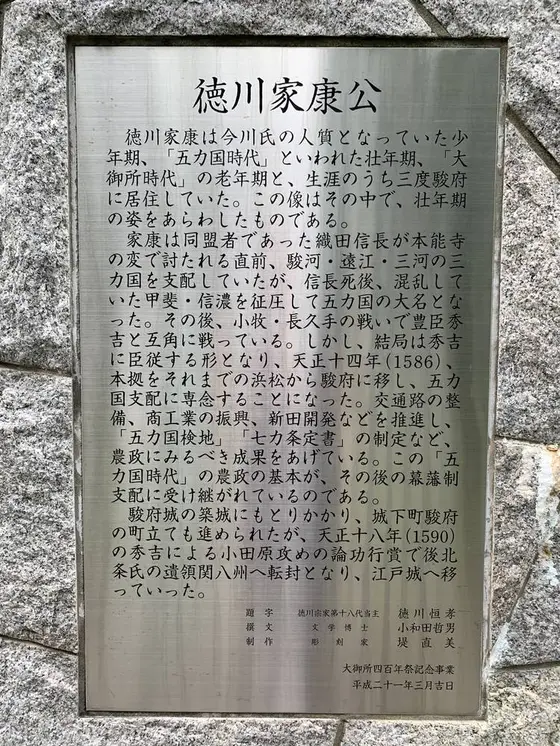 徳川家康公
徳川家康は今川氏の人質となっていた少
年期、「五カ国時代」といわれた壮年期、「大
御所時代」の老年期と、生涯のうち三度駿府
に居住していた。この像はその中で、壮年期
の姿をあらわしたものである。
家康は同盟者であった織田信長が本能寺
の変で討たれる直前、駿河・遠江・三河の三
カ国を支配していたが、信長死後、混乱して
いた甲斐・信濃を征圧して五カ国の大名とな
った。その後、小牧・長久手の戦いで豊臣秀
吉と互角に戦っている。しかし、結局は秀吉
に臣従する形となり、天正十四年(1586)、
本拠をそれまでの浜松から駿府に移し、五カ
国支配に専念することになった。交通路の整
備、商工業の振興、新田開発などを推進し、
「五カ国検地」「七カ条定書」の制定など、
農政にみるべき成果をあげている。この「五
カ国時代」の農政の基本が、その後の幕藩制
支配に受け継がれているのである。
駿府城の築城にもとりかかり、城下町駿府
の町立ても進められたが、天正十八年(1590)
の秀吉による小田原攻めの論功行賞で後北
条氏の遺領関八州へ転封となり、江戸城へ移
っていった。
題字 徳川宗家第十八代当主 徳川恒孝
撰文 文学博士 小和田哲男
制作 彫刻家 堤直美
大御所四百年祭記念事業
平成二十一年三月吉日